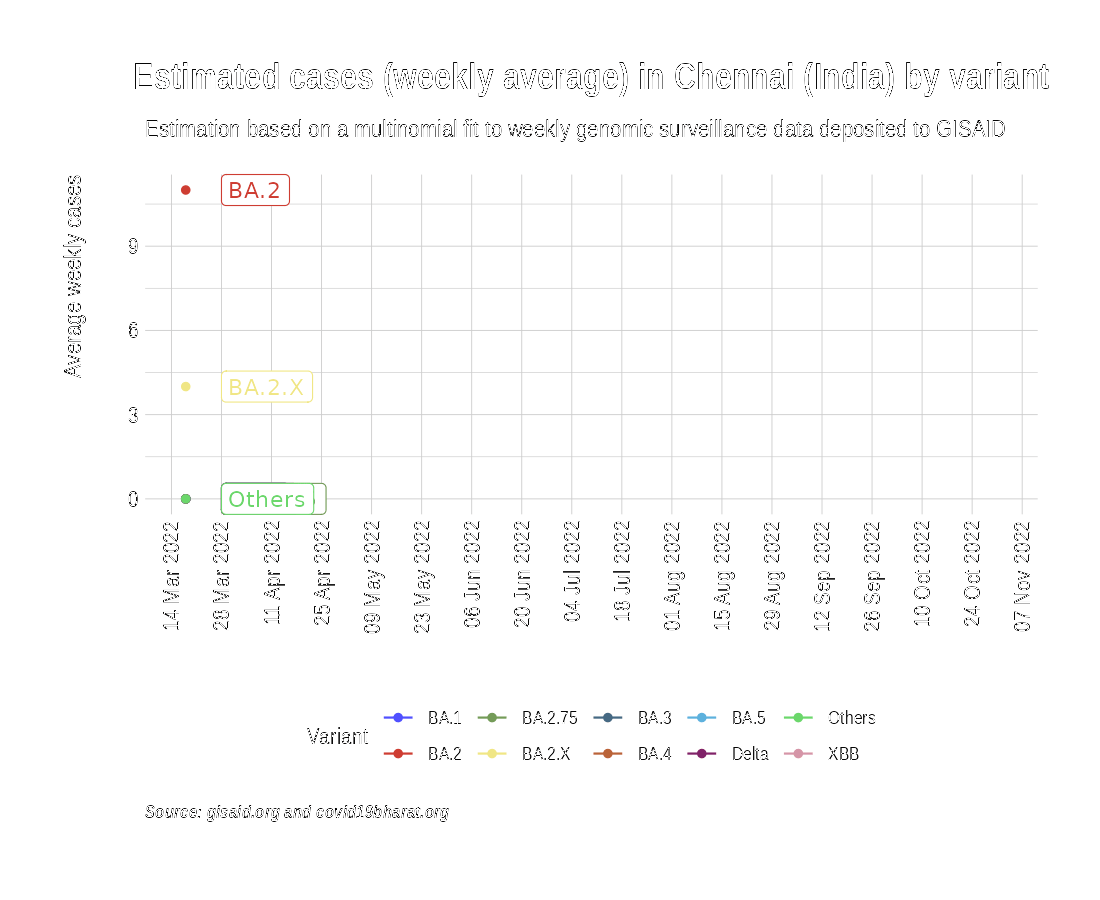 Estimated cases (weekly average) in Chennai (India) by variant
Estimation based on a multinomial fit to weekly genomic surveillance data deposited to GISAID
Average weekly cases
BA.2
9
6
BA.2.X
3
0
Others
14 Mar 2022
28 Mar 2022
11 Apr 2022
25 Apr 2022
09 May 2022
23 May 2022
06 Jun 2022
20 Jun 2022
04 Jul 2022
18 Jul 2022
01 Aug 2022
15 Aug 2022
29 Aug 2022
12 Sep 2022
26 Sep 2022
10 Oct 2022
24 Oct 2022
07 Nov 2022
Variant
BA.1 BA.2.75 BA.3 BA.5 Others
BA.2 BA.2.X BA.4 Delta XBB
Source: gisaid.org and covid19bharat.org